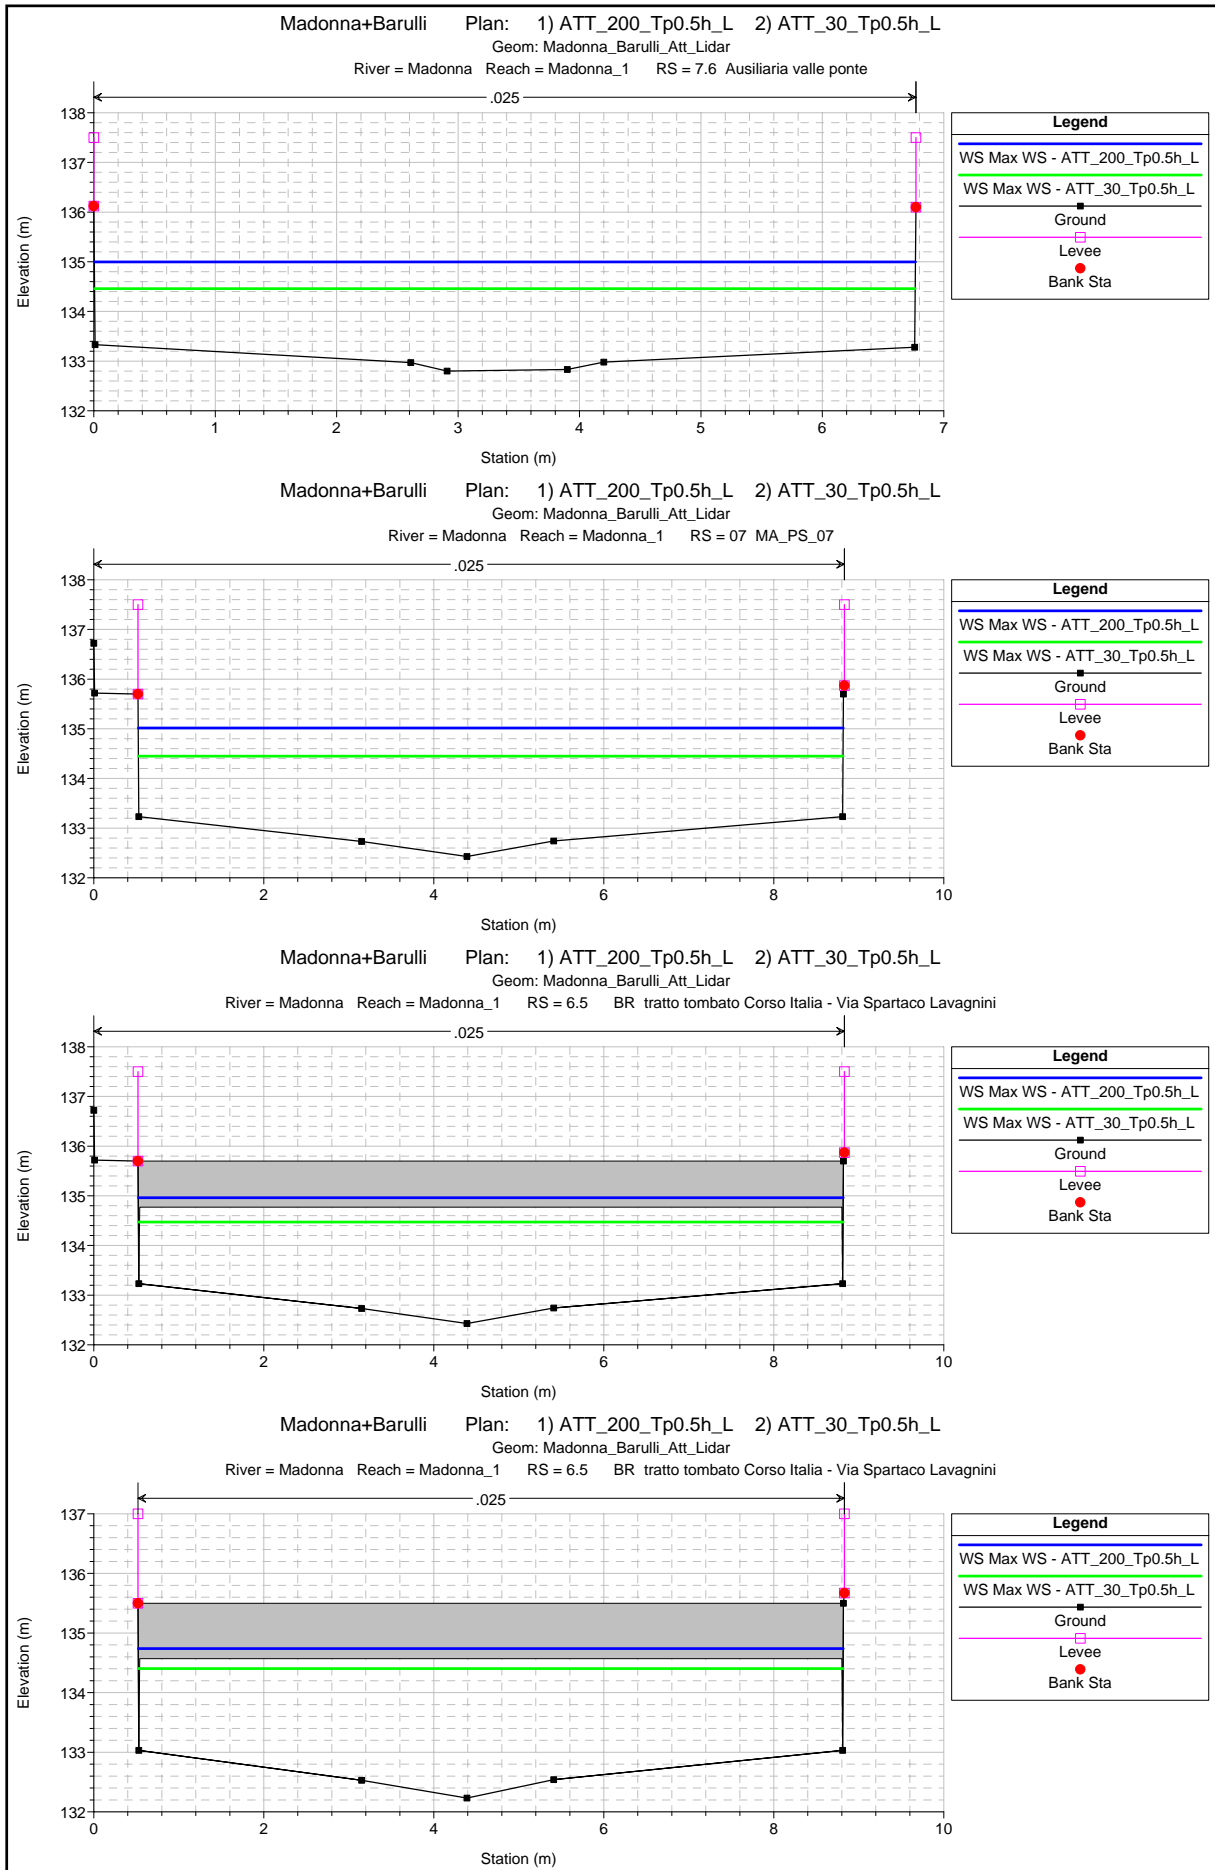 Madonna+Barulli Plan: 1) ATT_200_Tp0.5h_L 2) ATT_30_Tp0.5h_L
Geom: Madonna_Barulli_Att_Lidar
River = Madonna Reach = Madonna_1 RS = 7.6 Ausiliaria valle ponte
.025
138
137
136
135
134
133
132
Elevation (m)
0 1 2 3 4 5 6 7
Station (m)
Legend
WS Max WS - ATT_200_Tp0.5h_L
WS Max WS - ATT_30_Tp0.5h_L
Ground
Levee
Bank Sta
Madonna+Barulli Plan: 1) ATT_200_Tp0.5h_L 2) ATT_30_Tp0.5h_L
Geom: Madonna_Barulli_Att_Lidar
River = Madonna Reach = Madonna_1 RS = 07 MA_PS_07
.025
138
137
136
135
134
133
132
Elevation (m)
0 2 4 6 8 10
Station (m)
Legend
WS Max WS - ATT_200_Tp0.5h_L
WS Max WS - ATT_30_Tp0.5h_L
Ground
Levee
Bank Sta
Madonna+Barulli Plan: 1) ATT_200_Tp0.5h_L 2) ATT_30_Tp0.5h_L
Geom: Madonna_Barulli_Att_Lidar
River = Madonna Reach = Madonna_1 RS = 6.5 BR tratto tombato Corso Italia - Via Spartaco Lavagnini
.025
138
137
136
135
134
133
132
Elevation (m)
0 2 4 6 8 10
Station (m)
Legend
WS Max WS - ATT_200_Tp0.5h_L
WS Max WS - ATT_30_Tp0.5h_L
Ground
Levee
Bank Sta
Madonna+Barulli Plan: 1) ATT_200_Tp0.5h_L 2) ATT_30_Tp0.5h_L
Geom: Madonna_Barulli_Att_Lidar
River = Madonna Reach = Madonna_1 RS = 6.5 BR tratto tombato Corso Italia - Via Spartaco Lavagnini
.025
137
136
135
134
133
132
Elevation (m)
0 2 4 6 8 10
Station (m)
Legend
WS Max WS - ATT_200_Tp0.5h_L
WS Max WS - ATT_30_Tp0.5h_L
Ground
Levee
Bank Sta